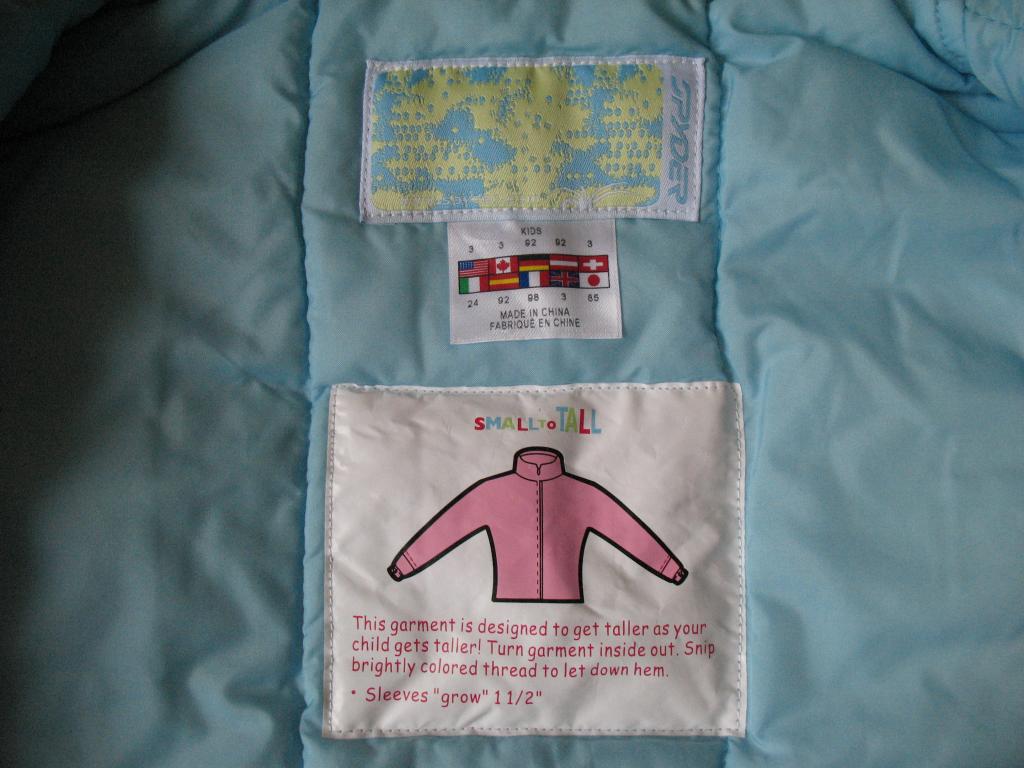 SPYDER
KIDS
3 3 92 92 3
24 92 98 3 85
MADE IN CHINA
FABRIQUÉ EN CHINE
SMALL TO TALL
This garment is designed to get taller as your
child gets taller! Turn garment inside out. Snip
brightly colored thread to let down hem.
• Sleeves "grow" 1 1/2"